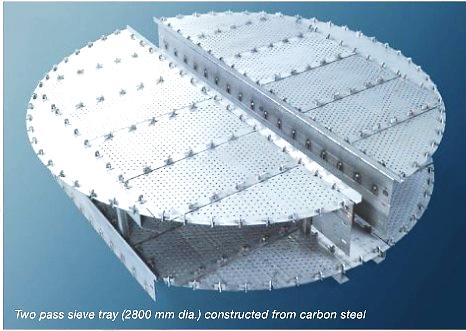 Two pass sieve tray (2800 mm dia.) constructed from carbon steel